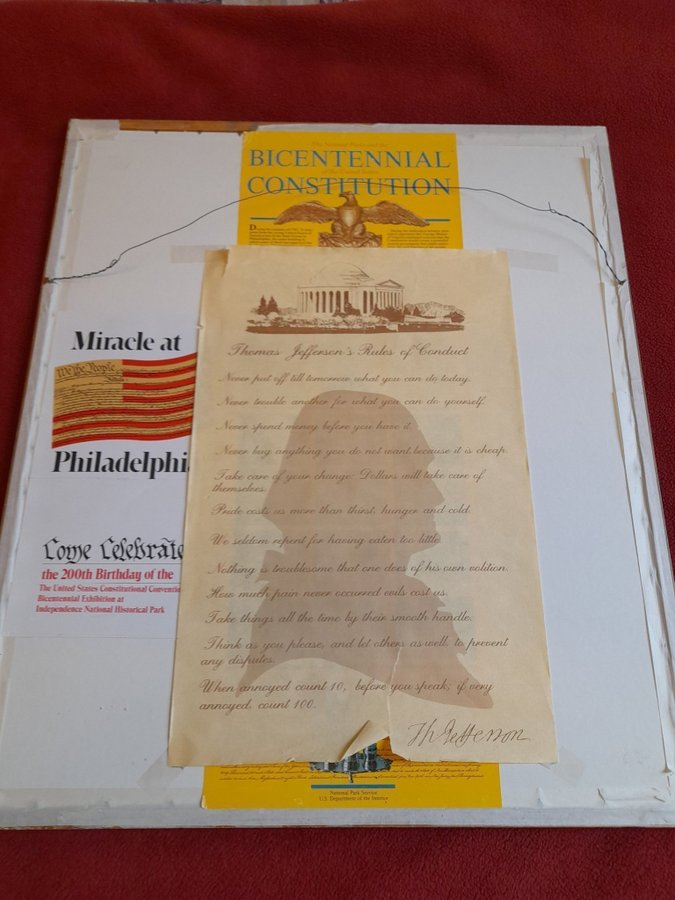 BICENTENNIAL
of the United States
CONSTITUTION
Miracle at
We the People
Philadelphi
Come Celebrate
the 200th Birthday of the
The United States Constitutional Conventio
Bicentennial Exhibition at
Independence National Historical Park
Thomas Jefferson's Rules of Conduct
Never put off till tomorrow what you can do today.
Never trouble another for what you can do yourself.
Never spend money before you have it.
Never buy anything you do not want because it is cheap.
Take care of your change: Dollars will take care of
themselves.
Pride costs us more than thirst, hunger and cold.
We seldom repent for having eaten too little.
Nothing is troublesome that one does of his own volition.
How much pain never occurred evils cost us.
Take things all the time by their smooth handle.
Think as you please, and let others as well, to prevent
any disputes.
When annoyed count 10, before you speak; if very
annoyed, count 100.
Th Jefferson
National Park Service
U.S. Department of the Interior